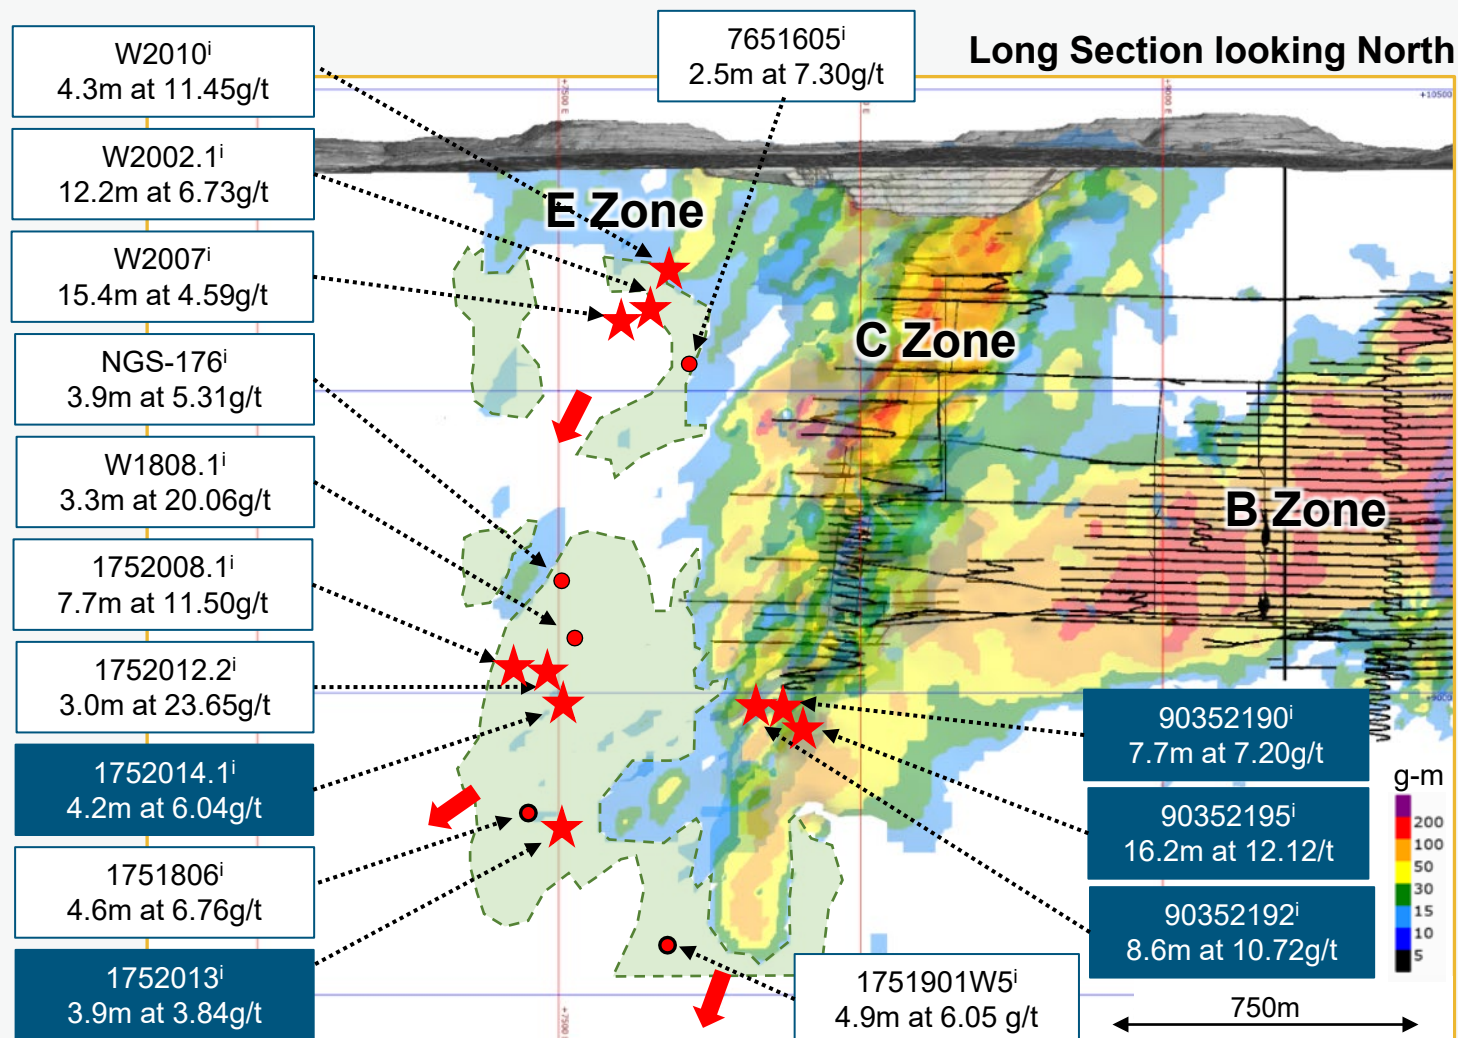 Long Section looking North
W2010ⁱ
4.3m at 11.45g/t
7651605ⁱ
2.5m at 7.30g/t
W2002.1ⁱ
12.2m at 6.73g/t
W2007ⁱ
15.4m at 4.59g/t
NGS-176ⁱ
3.9m at 5.31g/t
W1808.1ⁱ
3.3m at 20.06g/t
1752008.1ⁱ
7.7m at 11.50g/t
1752012.2ⁱ
3.0m at 23.65g/t
1752014.1ⁱ
4.2m at 6.04g/t
1751806ⁱ
4.6m at 6.76g/t
1752013ⁱ
3.9m at 3.84g/t
+7500 E
+9000 E
+10500
E Zone
C Zone
B Zone
90352190ⁱ
7.7m at 7.20g/t
90352195ⁱ
16.2m at 12.12/t
90352192ⁱ
8.6m at 10.72g/t
1751901W5ⁱ
4.9m at 6.05 g/t
g-m
200
100
50
30
15
10
5
750m